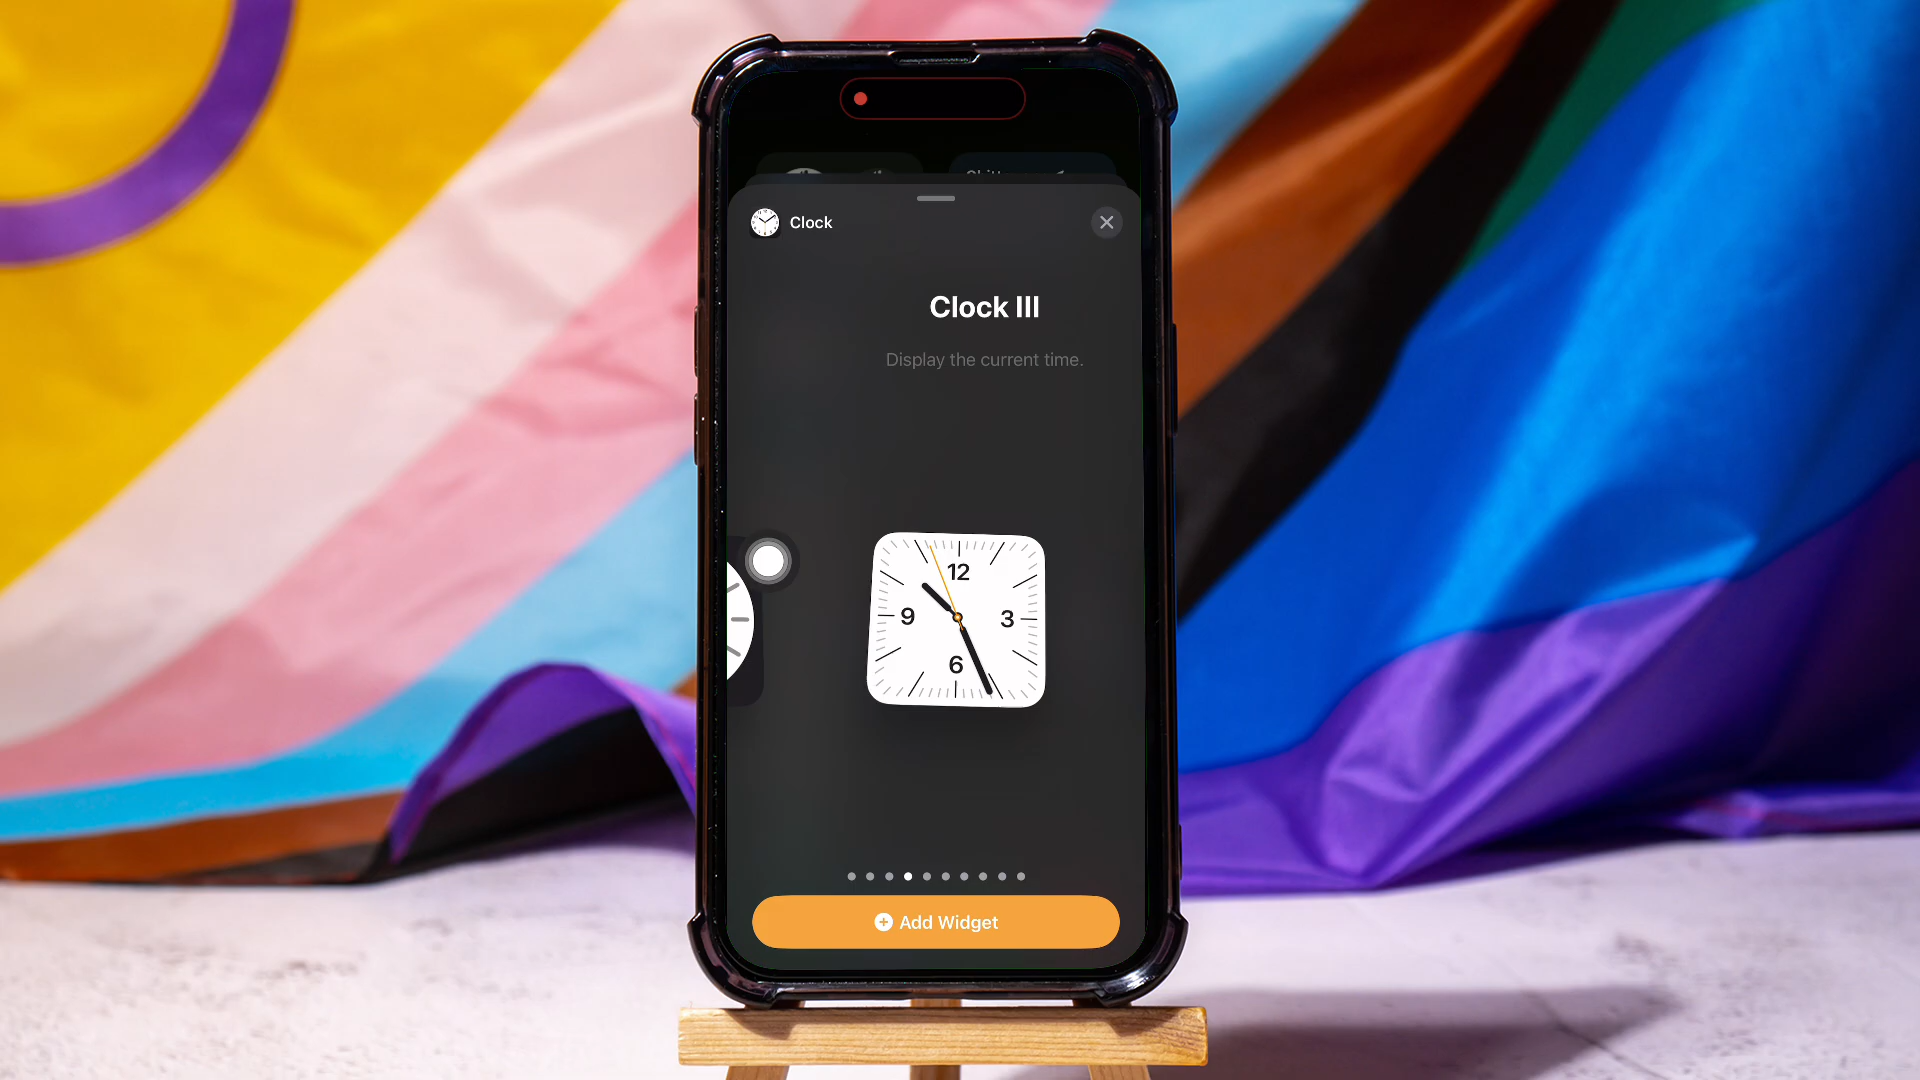 Clock
Clock III
Display the current time.
12
9
3
6
Add Widget